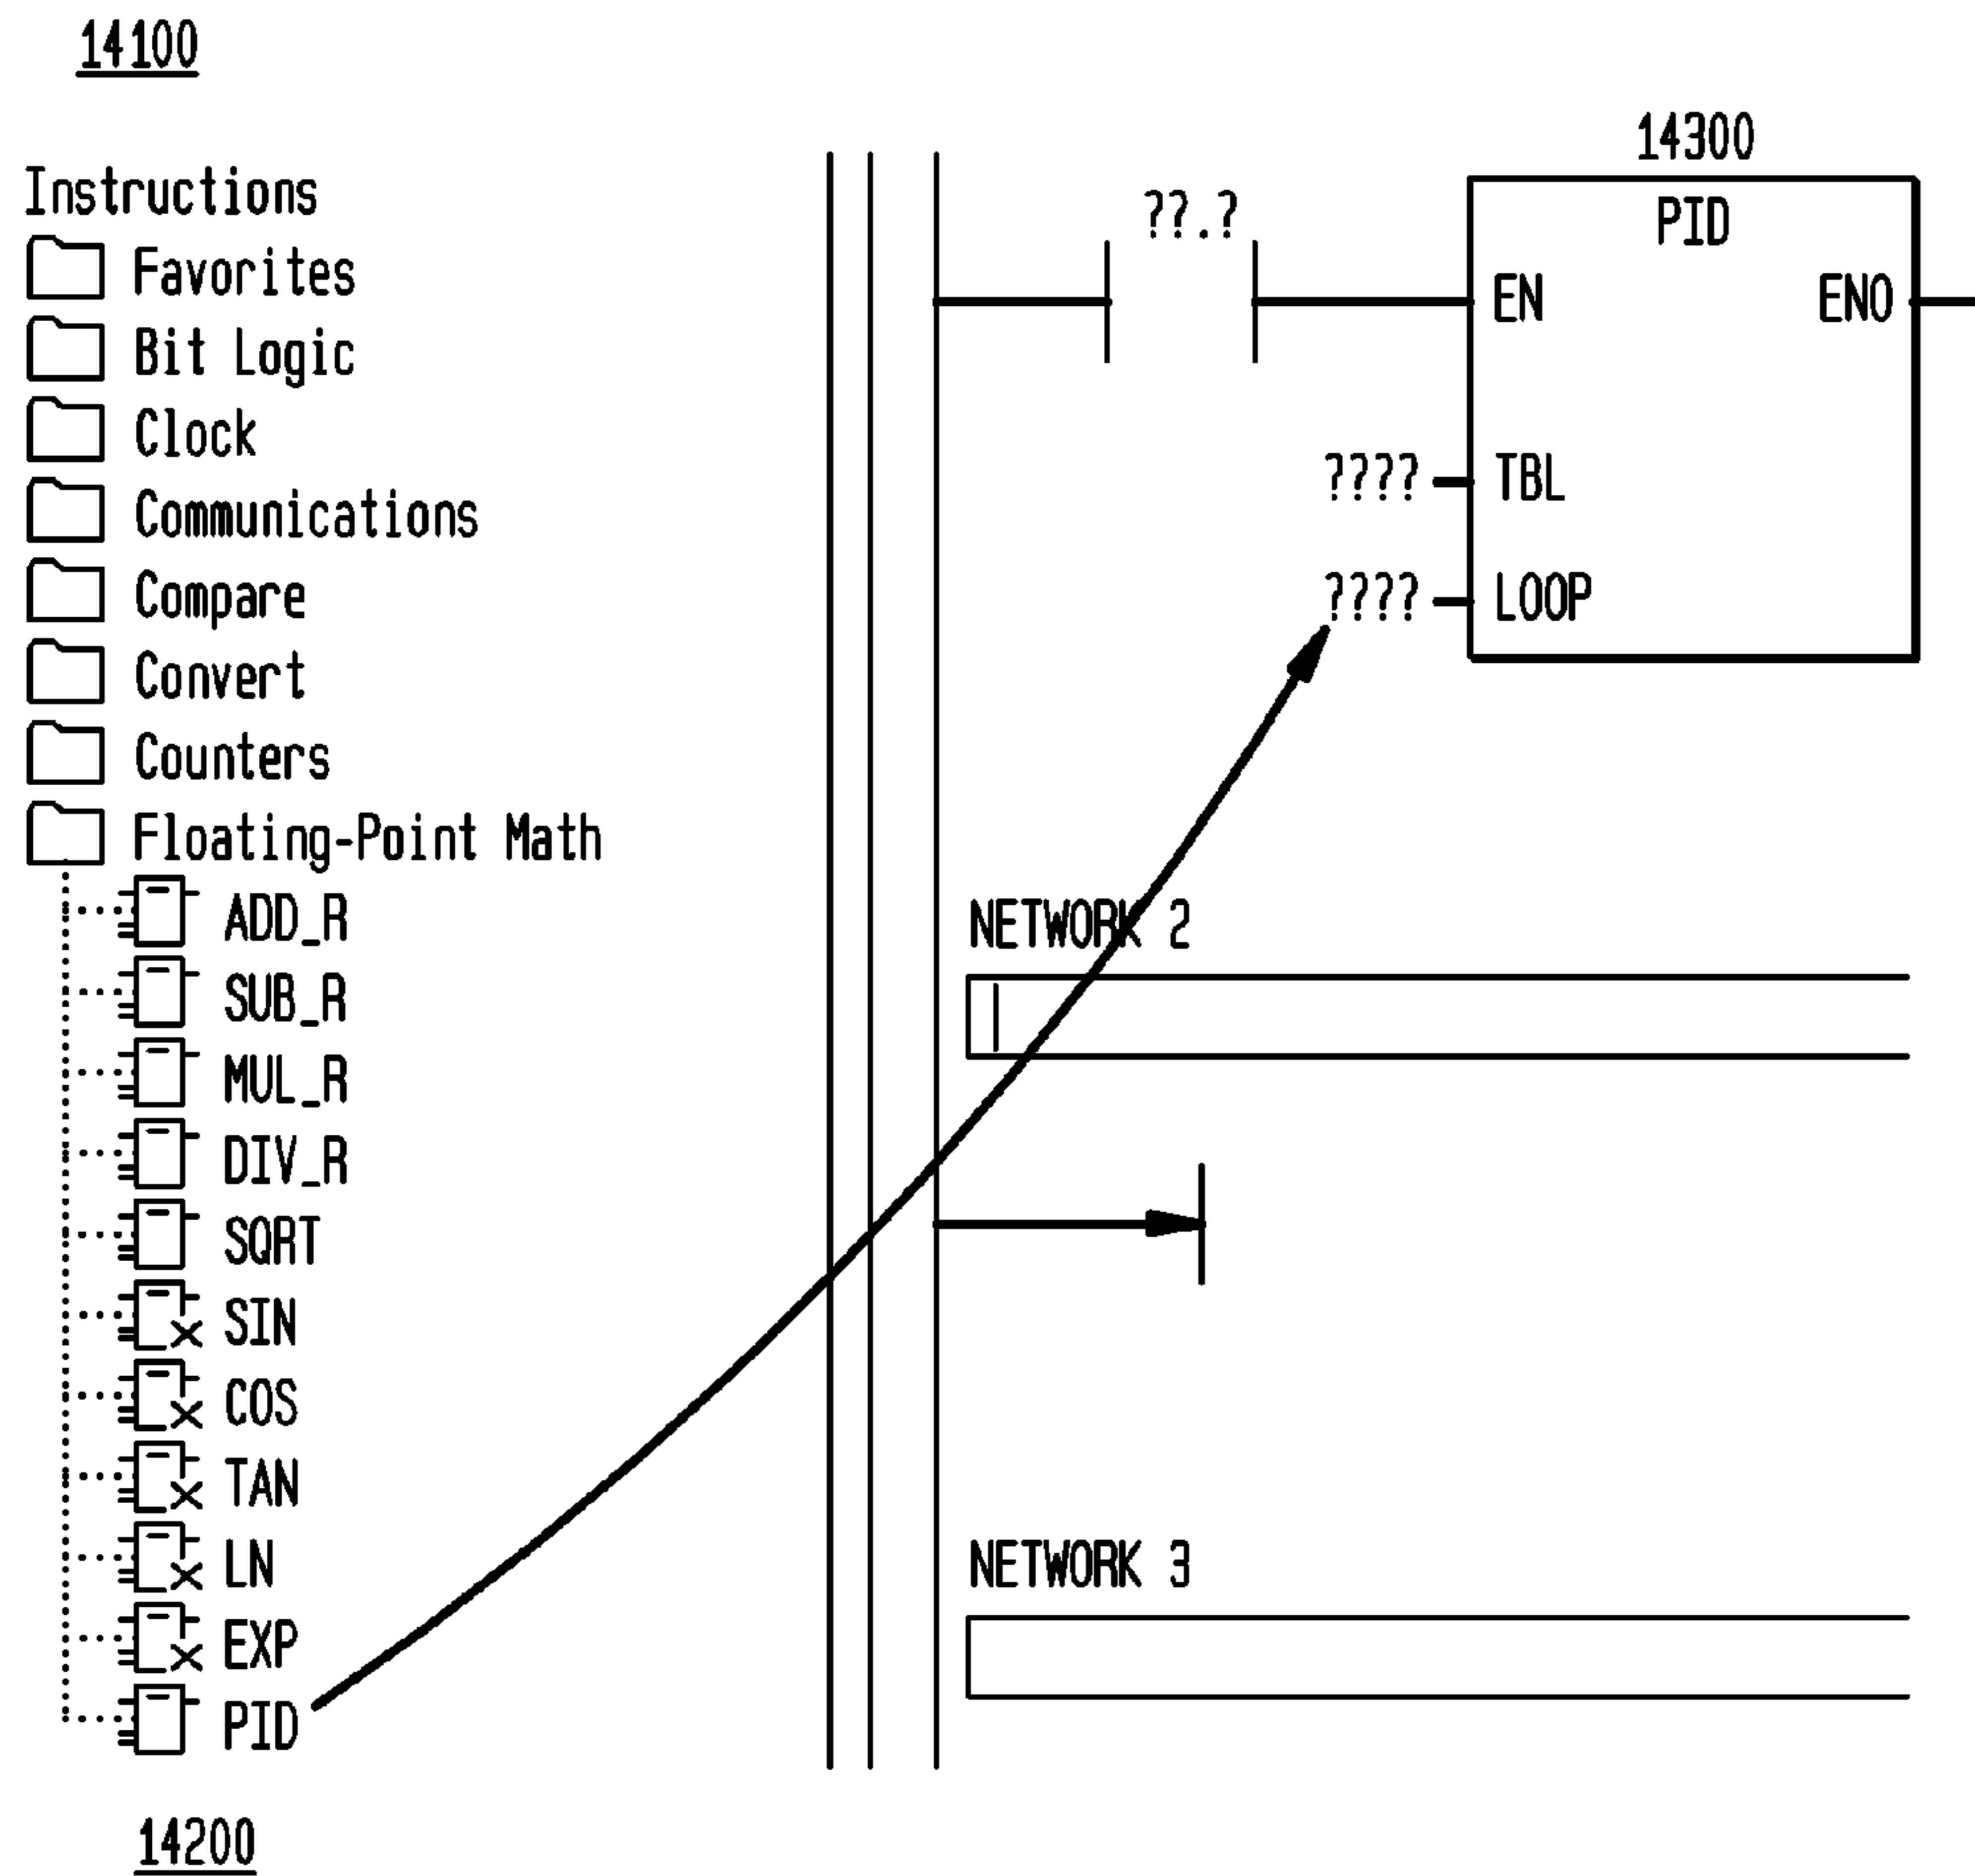 14100
Instructions
Favorites
Bit Logic
Clock
Communications
Compare
Convert
Counters
Floating-Point Math
ADD_R
SUB_R
MUL_R
DIV_R
SQRT
SIN
COS
TAN
LN
EXP
PID
14200
14300
PID
??.?
EN ENO
???? TBL
???? LOOP
NETWORK 2
NETWORK 3